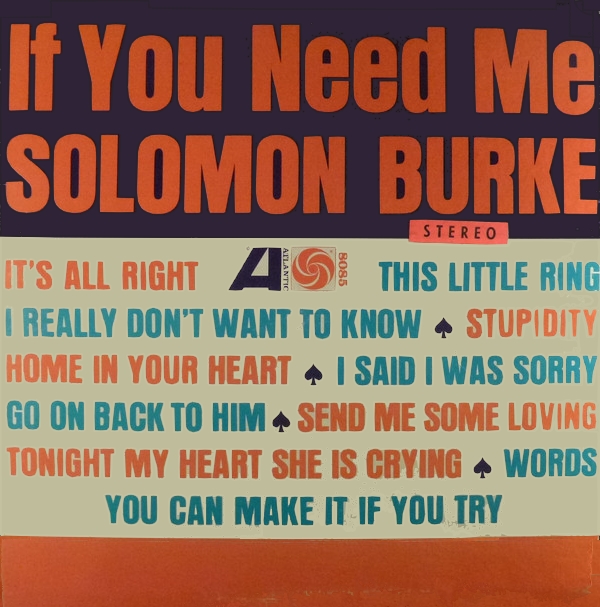 If You Need Me
SOLOMON BURKE
STEREO
IT'S ALL RIGHT A ATLANTIC 8085 THIS LITTLE RING
I REALLY DON'T WANT TO KNOW ♠ STUPIDITY
HOME IN YOUR HEART ♠ I SAID I WAS SORRY
GO ON BACK TO HIM ♠ SEND ME SOME LOVING
TONIGHT MY HEART SHE IS CRYING ♠ WORDS
YOU CAN MAKE IT IF YOU TRY